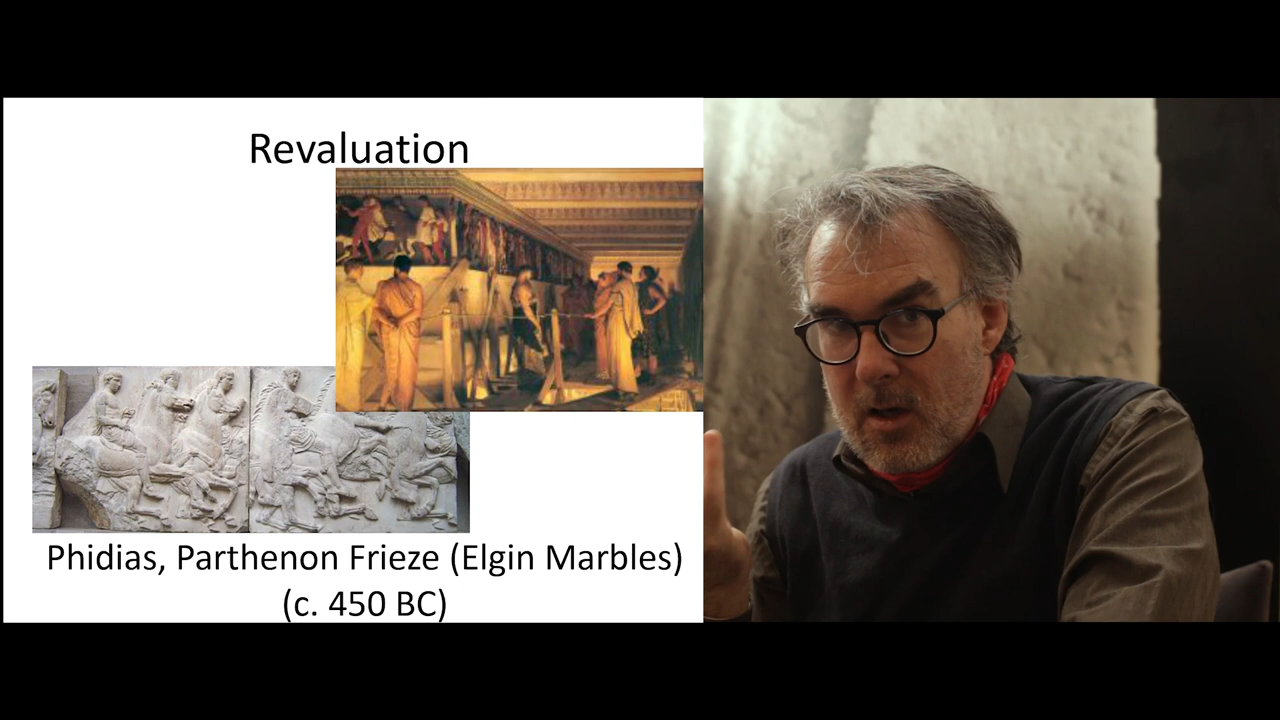 Revaluation
Phidias, Parthenon Frieze (Elgin Marbles)
(c. 450 BC)